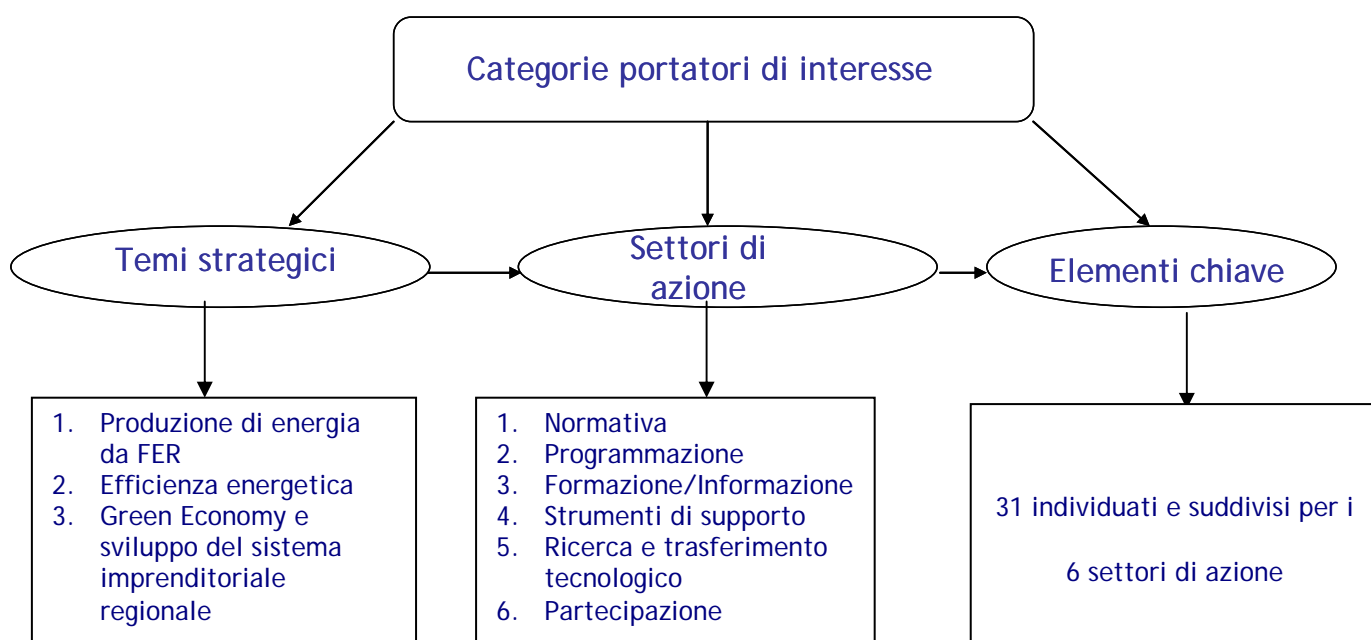 Categorie portatori di interesse
Temi strategici
Settori di
azione
Elementi chiave
1. Produzione di energia
da FER
2. Efficienza energetica
3. Green Economy e
sviluppo del sistema
imprenditoriale
regionale
1. Normativa
2. Programmazione
3. Formazione/Informazione
4. Strumenti di supporto
5. Ricerca e trasferimento
tecnologico
6. Partecipazione
31 individuati e suddivisi per i
6 settori di azione